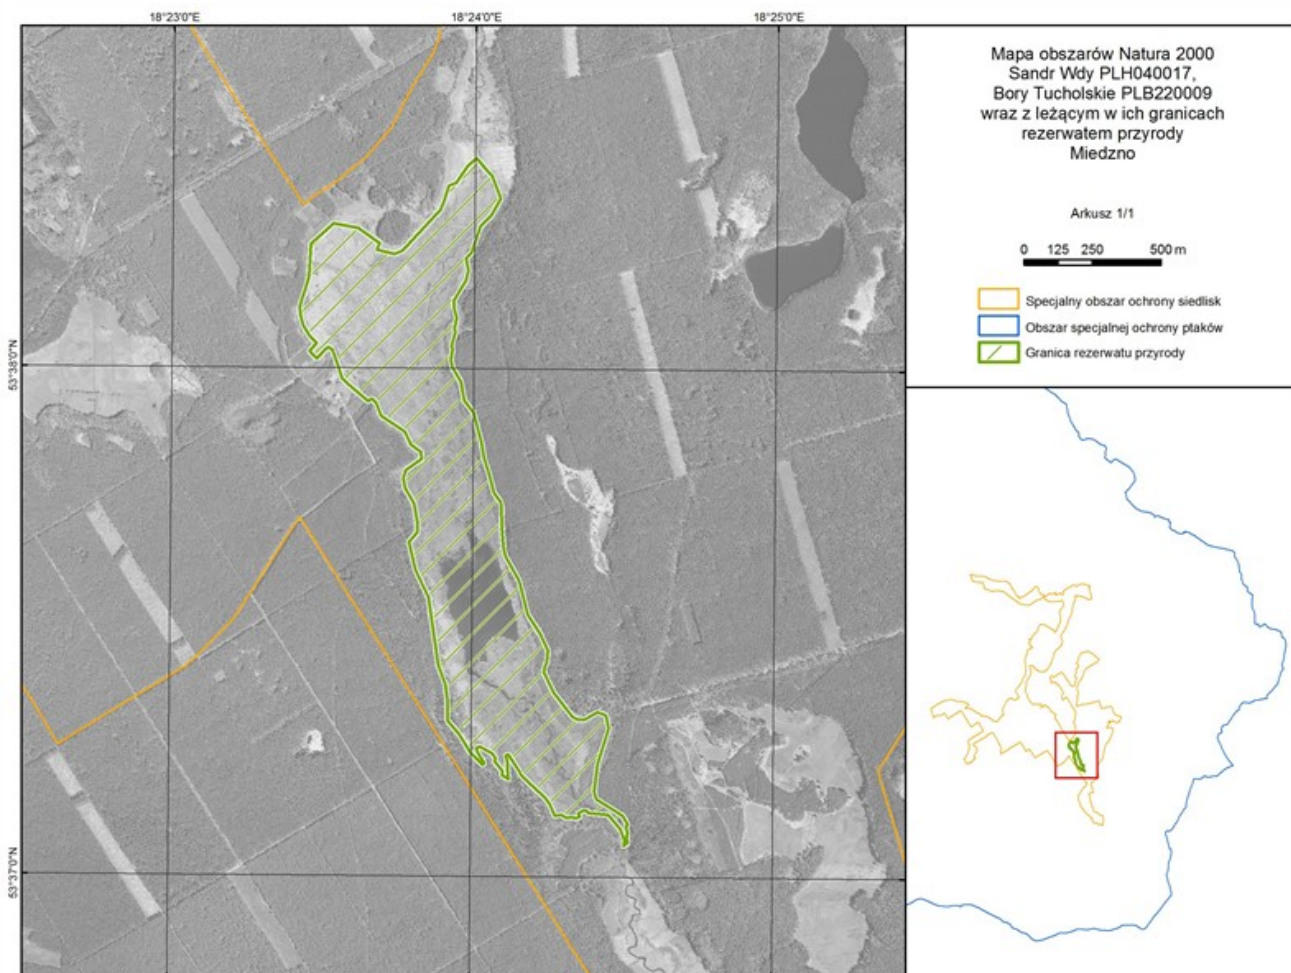 18°23'0"E
18°24'0"E
18°25'0"E
53°38'0"N
53°37'0"N
Mapa obszarów Natura 2000
Sandr Wdy PLH040017,
Bory Tucholskie PLB220009
wraz z leżącym w ich granicach
rezerwatem przyrody
Miedzno
Arkusz 1/1
0 125 250 500 m
Specjalny obszar ochrony siedlisk
Obszar specjalnej ochrony ptaków
Granica rezerwatu przyrody